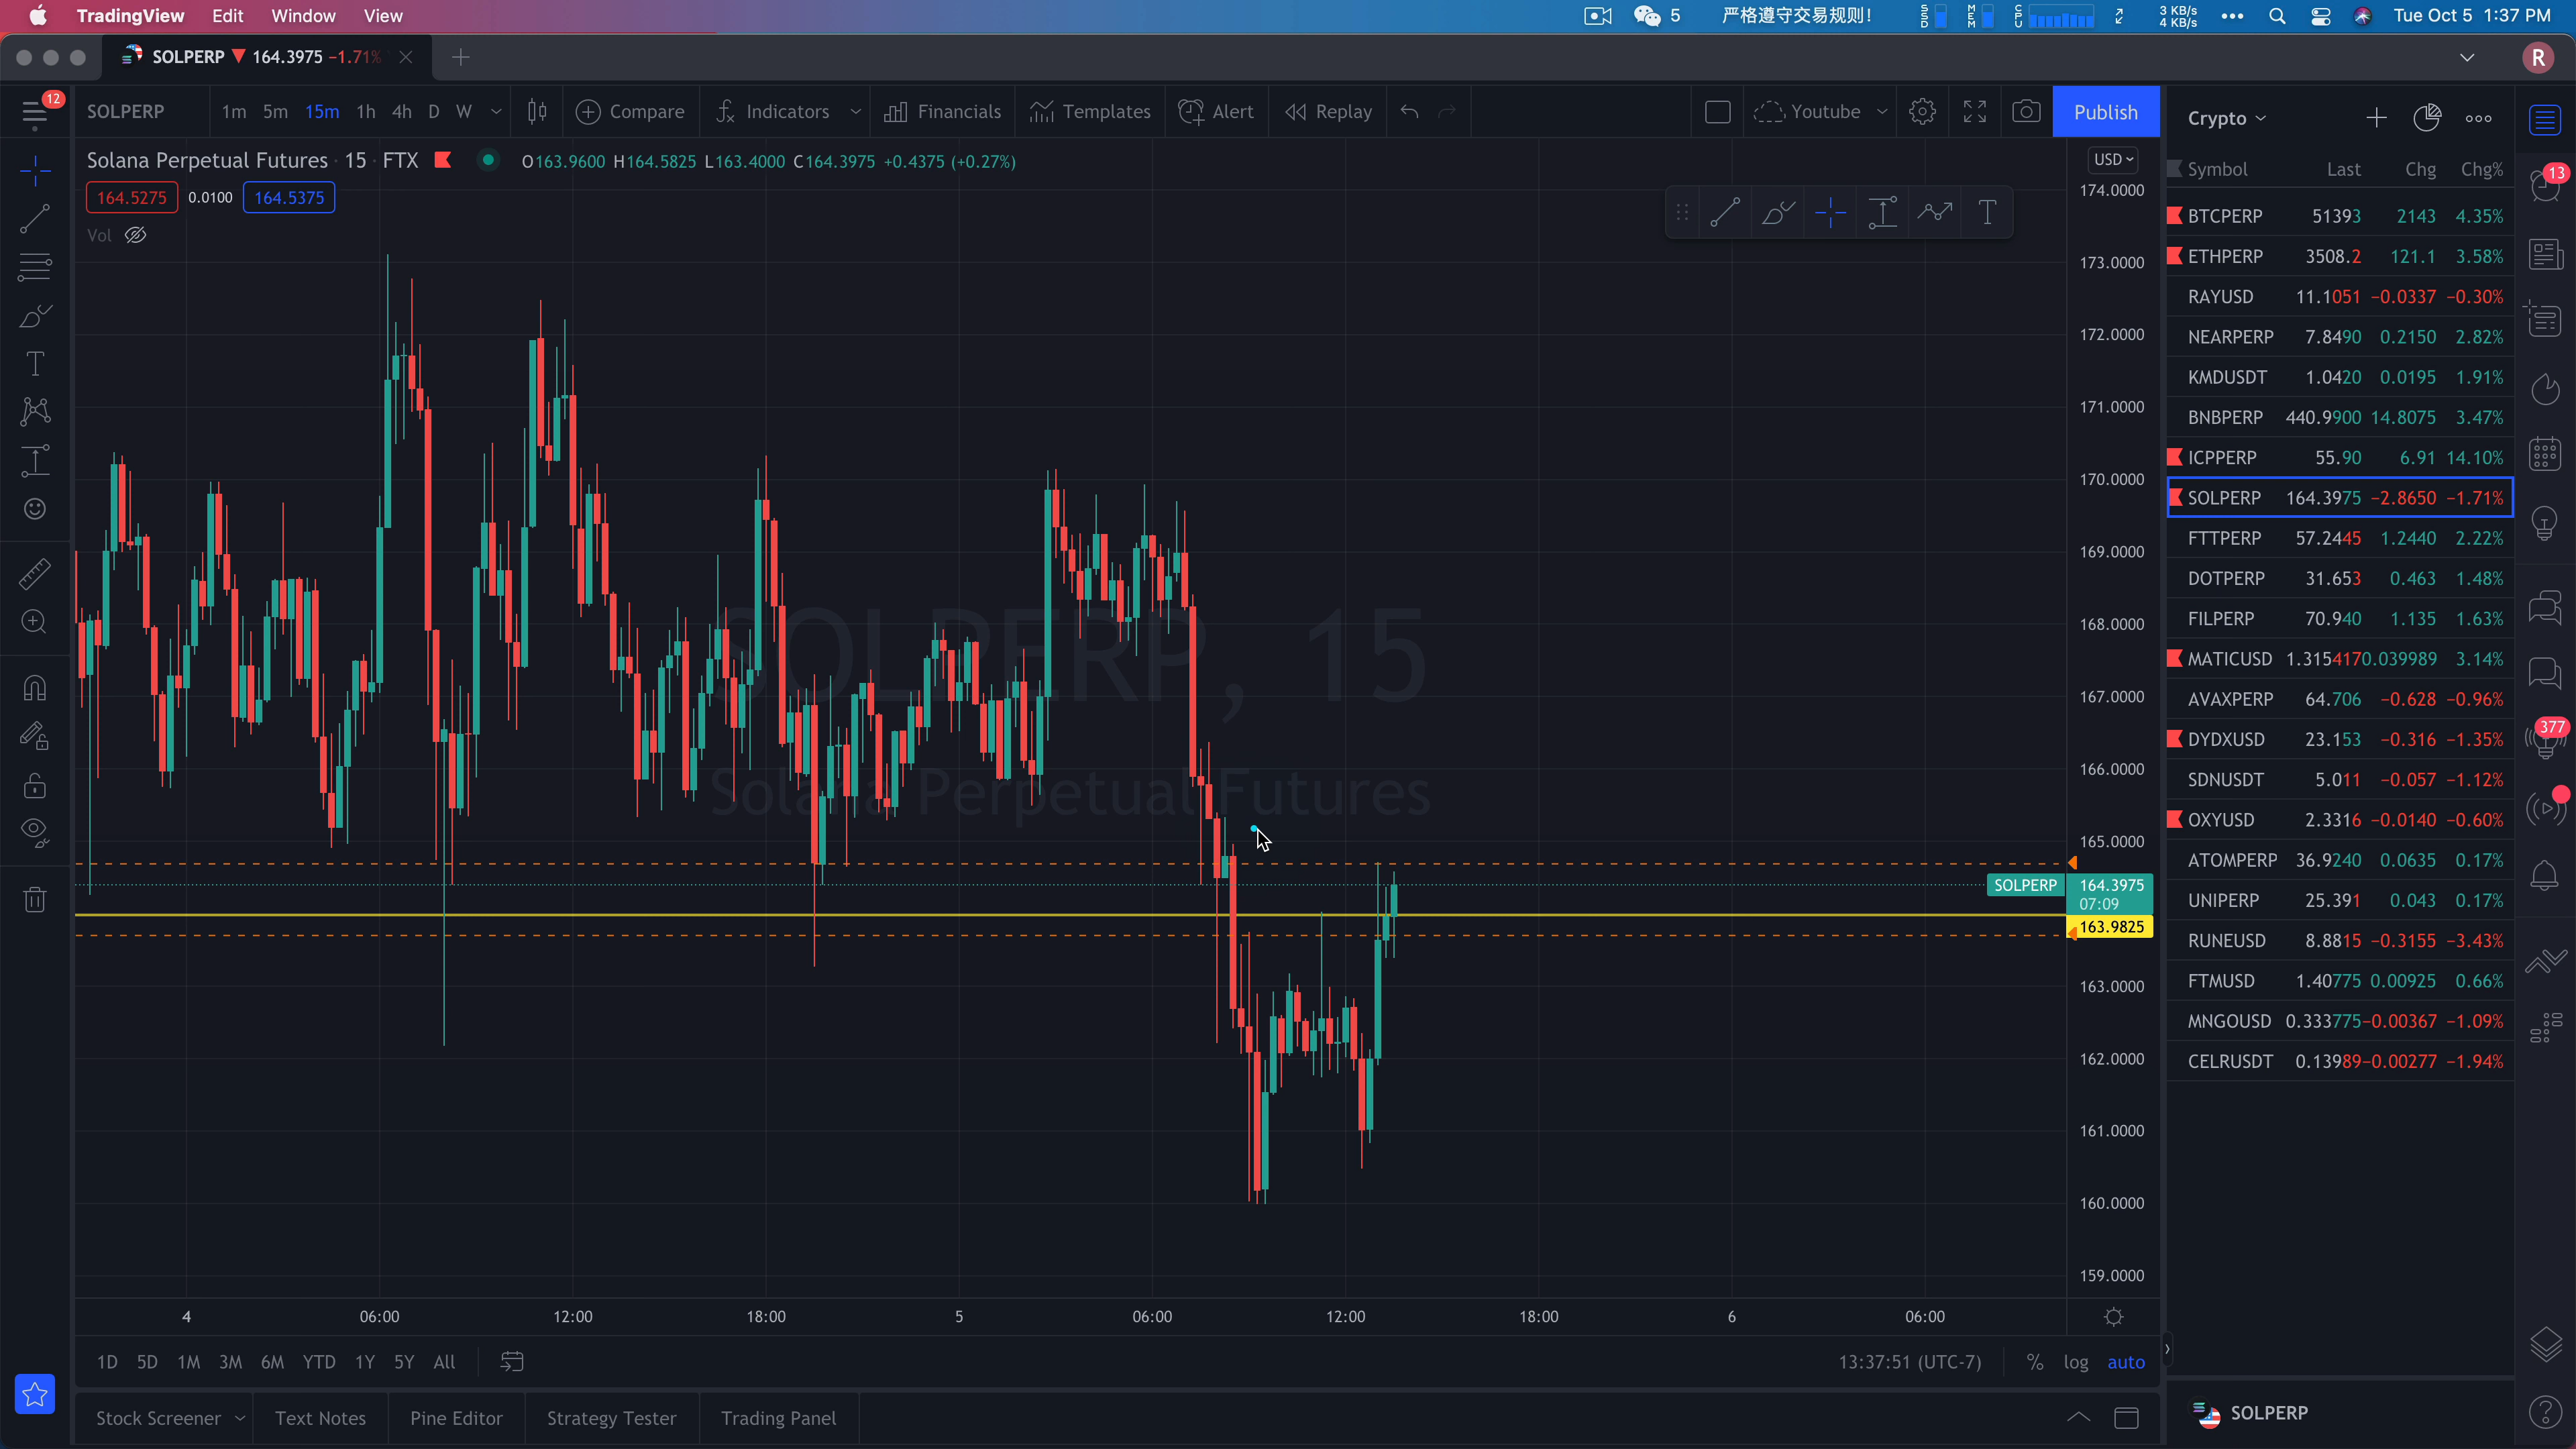 TradingView Edit Window View 5 严格遵守交易规则! SSD MEM CPU 3 KB/s 4 KB/s Tue Oct 5 1:37 PM
SOLPERP 164.3975 −1.71% R
12 SOLPERP 1m 5m 15m 1h 4h D W Compare Indicators Financials Templates Alert Replay Youtube Publish
Crypto
Solana Perpetual Futures · 15 · FTX O163.9600 H164.5825 L163.4000 C164.3975 +0.4375 (+0.27%)
164.5275 0.0100 164.5375
Vol
USD
174.0000
173.0000
172.0000
171.0000
170.0000
169.0000
168.0000
167.0000
166.0000
165.0000
SOLPERP 164.3975
07:09
163.9825
163.0000
162.0000
161.0000
160.0000
159.0000
SOLPERP, 15
Solana Perpetual Futures
4 06:00 12:00 18:00 5 06:00 12:00 18:00 6 06:00
1D 5D 1M 3M 6M YTD 1Y 5Y All 13:37:51 (UTC-7) % log auto
Stock Screener Text Notes Pine Editor Strategy Tester Trading Panel
Symbol Last Chg Chg%
BTCPERP 51393 2143 4.35%
ETHPERP 3508.2 121.1 3.58%
RAYUSD 11.1051 −0.0337 −0.30%
NEARPERP 7.8490 0.2150 2.82%
KMDUSDT 1.0420 0.0195 1.91%
BNBPERP 440.9900 14.8075 3.47%
ICPPERP 55.90 6.91 14.10%
SOLPERP 164.3975 −2.8650 −1.71%
FTTPERP 57.2445 1.2440 2.22%
DOTPERP 31.653 0.463 1.48%
FILPERP 70.940 1.135 1.63%
MATICUSD 1.3154170.039989 3.14%
AVAXPERP 64.706 −0.628 −0.96%
DYDXUSD 23.153 −0.316 −1.35%
SDNUSDT 5.011 −0.057 −1.12%
OXYUSD 2.3316 −0.0140 −0.60%
ATOMPERP 36.9240 0.0635 0.17%
UNIPERP 25.391 0.043 0.17%
RUNEUSD 8.8815 −0.3155 −3.43%
FTMUSD 1.40775 0.00925 0.66%
MNGOUSD 0.333775−0.00367 −1.09%
CELRUSDT 0.13989−0.00277 −1.94%
SOLPERP
13
377